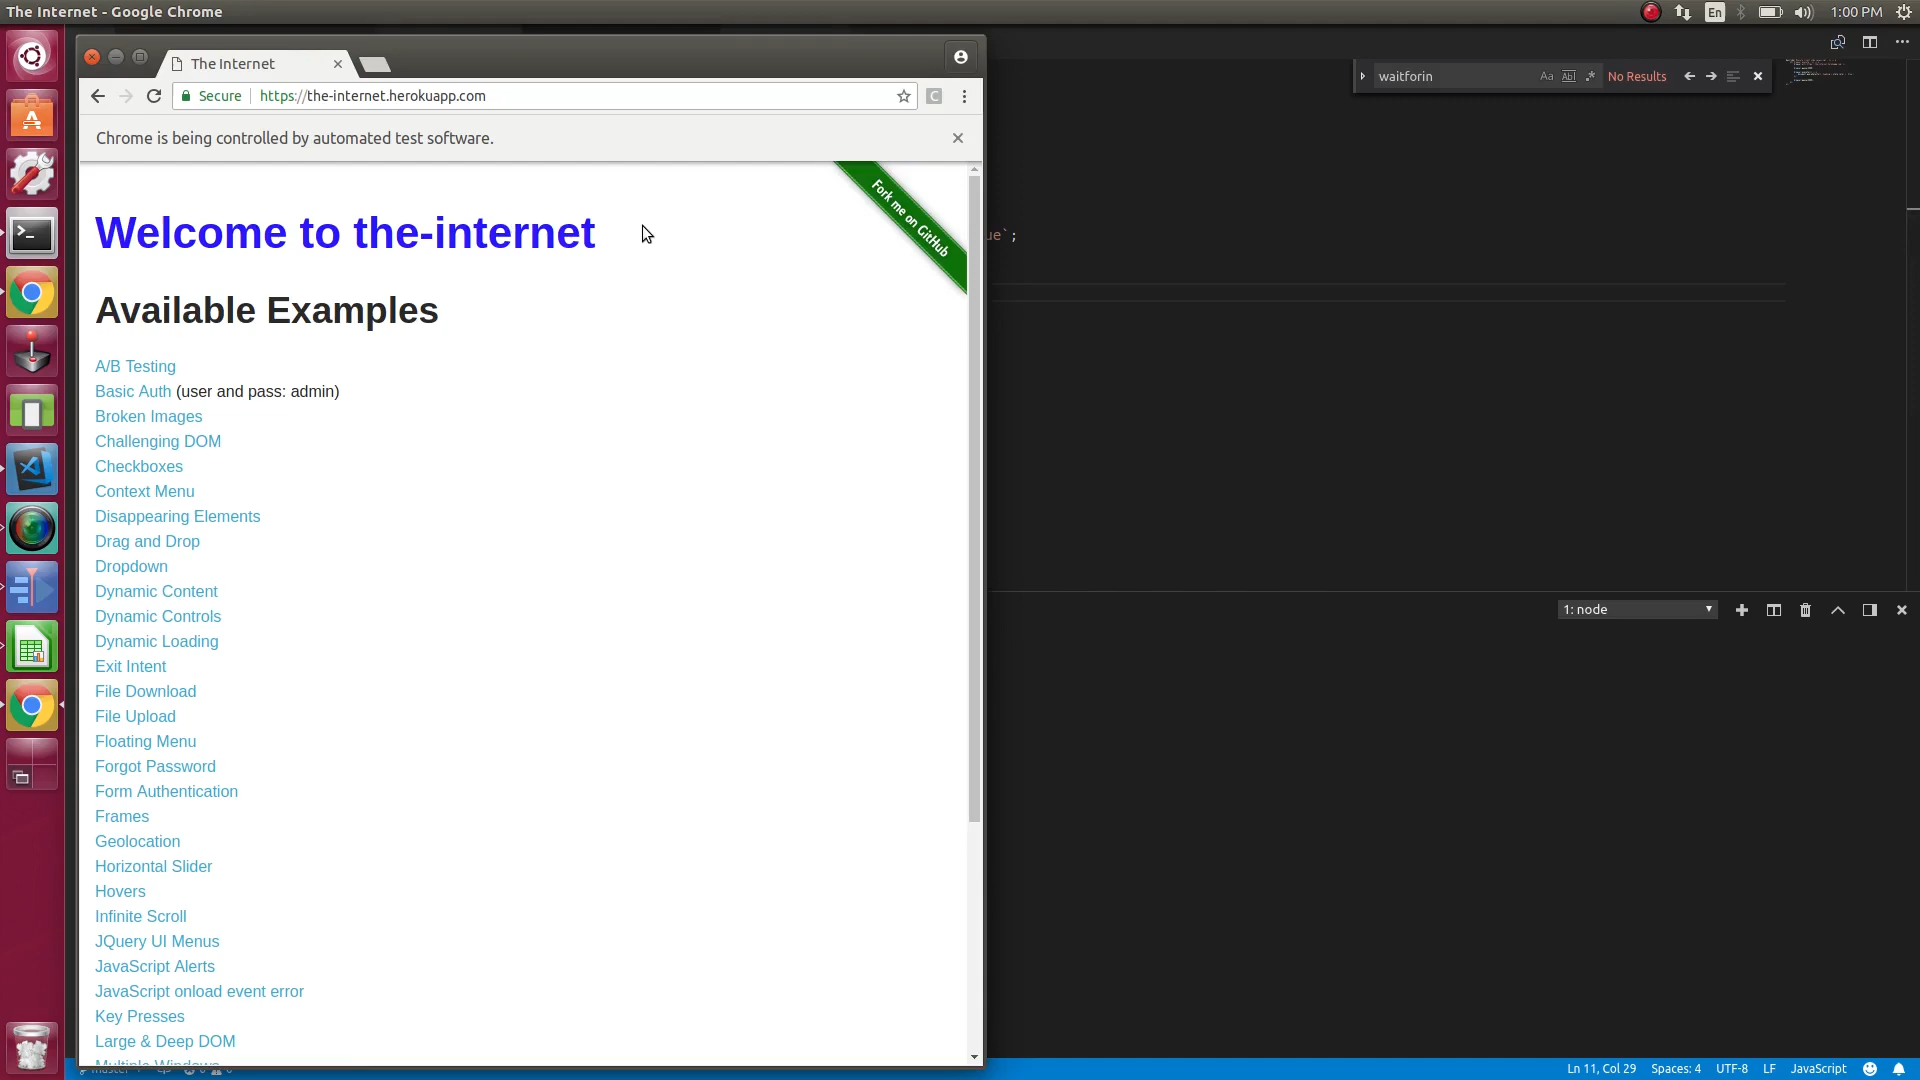 The Internet - Google Chrome
En
1:00 PM
The Internet
Secure
https://the-internet.herokuapp.com
C
Chrome is being controlled by automated test software.
Fork me on GitHub
Welcome to the-internet
Available Examples
A/B Testing
Basic Auth (user and pass: admin)
Broken Images
Challenging DOM
Checkboxes
Context Menu
Disappearing Elements
Drag and Drop
Dropdown
Dynamic Content
Dynamic Controls
Dynamic Loading
Exit Intent
File Download
File Upload
Floating Menu
Forgot Password
Form Authentication
Frames
Geolocation
Horizontal Slider
Hovers
Infinite Scroll
JQuery UI Menus
JavaScript Alerts
JavaScript onload event error
Key Presses
Large & Deep DOM
Multiple Windows
waitforin
Aa
Abl
.*
No Results
ue`;
1: node
Ln 11, Col 29
Spaces: 4
UTF-8
LF
JavaScript